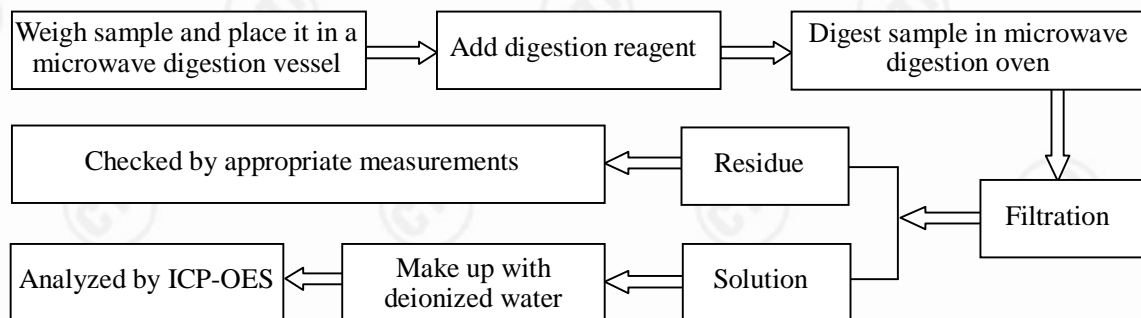 Weigh sample and place it in a
microwave digestion vessel
Add digestion reagent
Digest sample in microwave
digestion oven
Checked by appropriate measurements
Residue
Filtration
Analyzed by ICP-OES
Make up with
deionized water
Solution